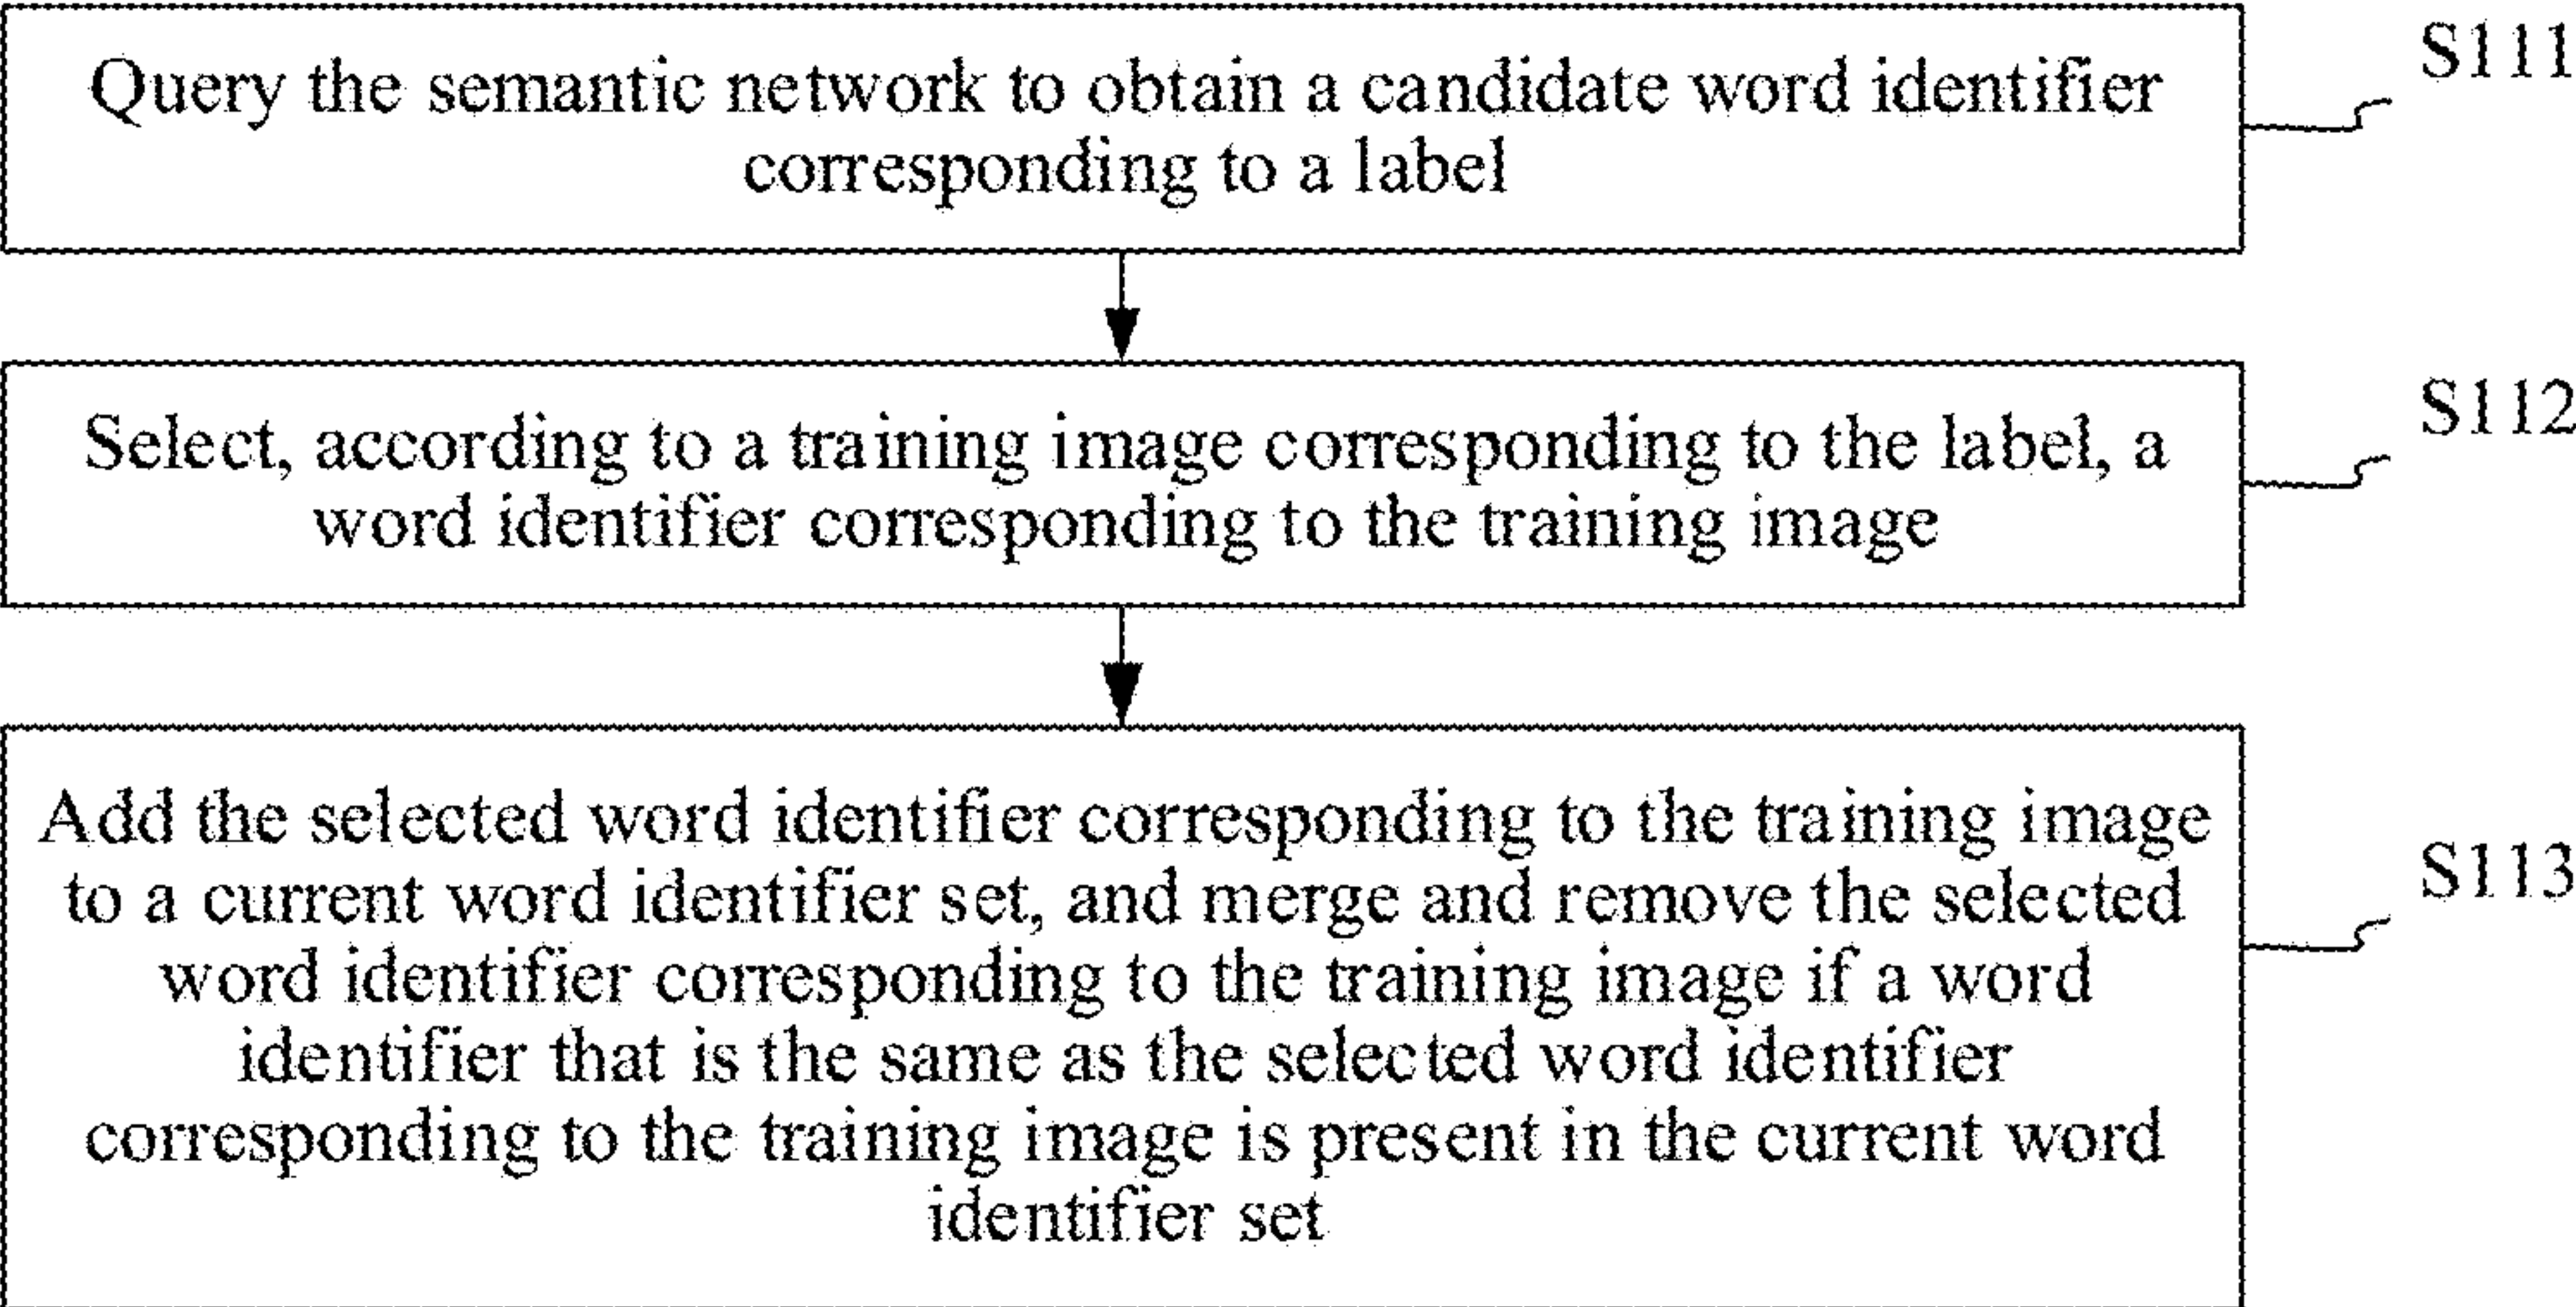 Query the semantic network to obtain a candidate word identifier
corresponding to a label
S111
Select, according to a training image corresponding to the label, a
word identifier corresponding to the training image
S112
Add the selected word identifier corresponding to the training image
to a current word identifier set, and merge and remove the selected
word identifier corresponding to the training image if a word
identifier that is the same as the selected word identifier
corresponding to the training image is present in the current word
identifier set
S113